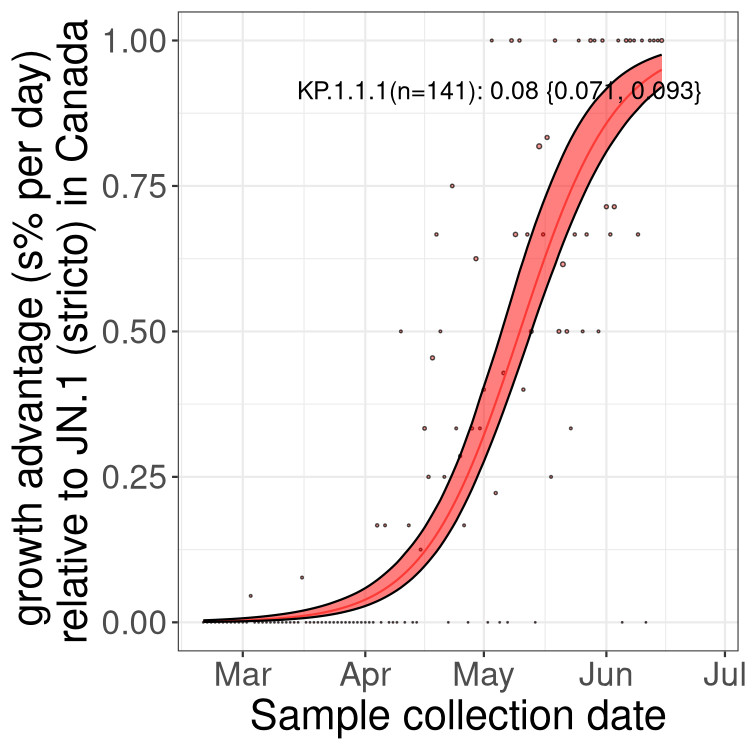 growth advantage (s% per day)
relative to JN.1 (stricto) in Canada
1.00
0.75
0.50
0.25
0.00
KP.1.1.1(n=141): 0.08 {0.071, 0.093}
Mar Apr May Jun Jul
Sample collection date